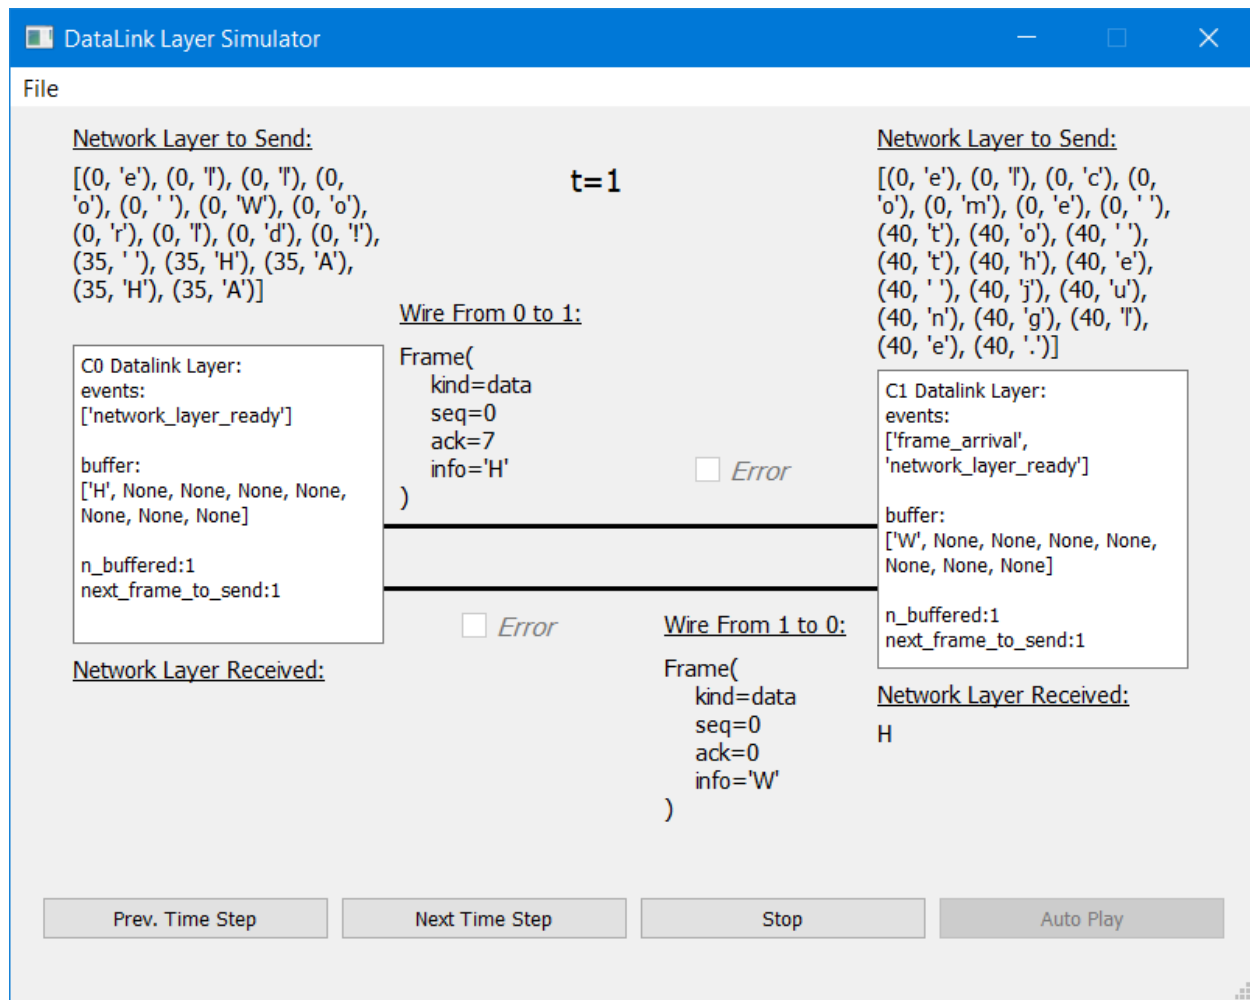 DataLink Layer Simulator
File
Network Layer to Send:
[(0, 'e'), (0, 'l'), (0, 'l'), (0,
'o'), (0, ' '), (0, 'W'), (0, 'o'),
(0, 'r'), (0, 'l'), (0, 'd'), (0, '!'),
(35, ' '), (35, 'H'), (35, 'A'),
(35, 'H'), (35, 'A')]
t=1
Network Layer to Send:
[(0, 'e'), (0, 'l'), (0, 'c'), (0,
'o'), (0, 'm'), (0, 'e'), (0, ' '),
(40, 't'), (40, 'o'), (40, ' '),
(40, 't'), (40, 'h'), (40, 'e'),
(40, ' '), (40, 'j'), (40, 'u'),
(40, 'n'), (40, 'g'), (40, 'l'),
(40, 'e'), (40, '.')]
C0 Datalink Layer:
events:
['network_layer_ready']
buffer:
['H', None, None, None, None,
None, None, None]
n_buffered:1
next_frame_to_send:1
Network Layer Received:
Wire From 0 to 1:
Frame(
kind=data
seq=0
ack=7
info='H'
)
Error
Error
Wire From 1 to 0:
Frame(
kind=data
seq=0
ack=0
info='W'
)
C1 Datalink Layer:
events:
['frame_arrival',
'network_layer_ready']
buffer:
['W', None, None, None, None,
None, None, None]
n_buffered:1
next_frame_to_send:1
Network Layer Received:
H
Prev. Time Step
Next Time Step
Stop
Auto Play